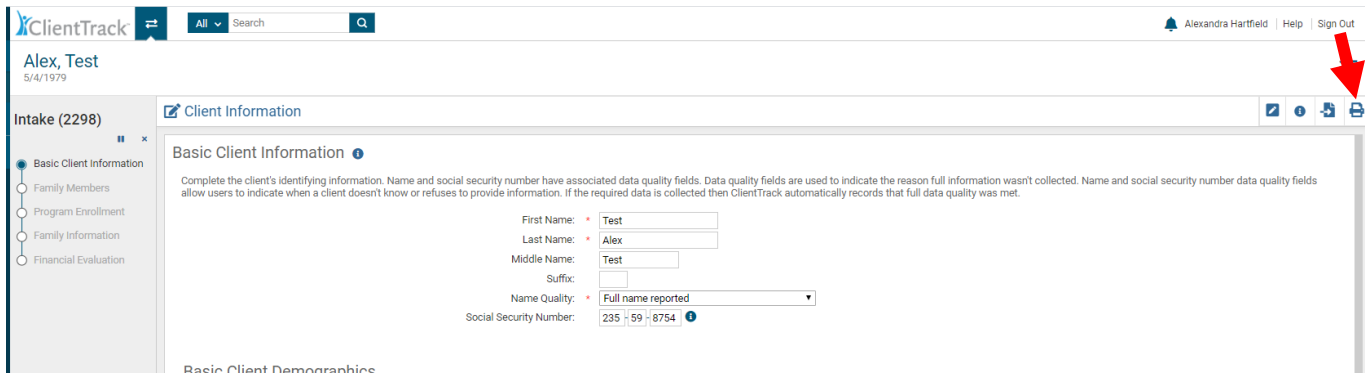 ClientTrack
All
Search
Alexandra Hartfield | Help | Sign Out
Alex, Test
5/4/1979
Intake (2298)
Basic Client Information
Family Members
Program Enrollment
Family Information
Financial Evaluation
Client Information
Basic Client Information
Complete the client's identifying information. Name and social security number have associated data quality fields. Data quality fields are used to indicate the reason full information wasn't collected. Name and social security number data quality fields
allow users to indicate when a client doesn't know or refuses to provide information. If the required data is collected then ClientTrack automatically records that full data quality was met.
First Name: * Test
Last Name: * Alex
Middle Name: Test
Suffix:
Name Quality: * Full name reported
Social Security Number: 235 - 59 - 8754
Basic Client Demographics